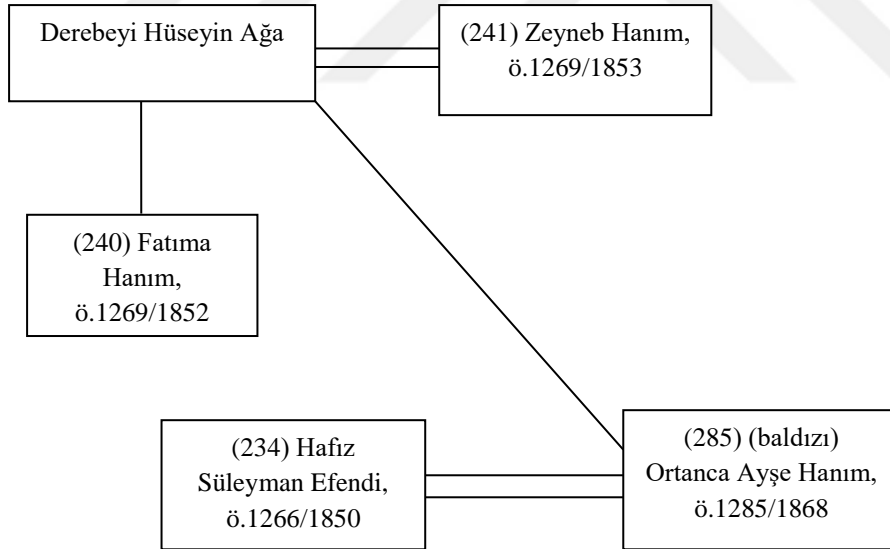 Derebeyi Hüseyin Ağa
(241) Zeyneb Hanım,
ö.1269/1853
(240) Fatıma
Hanım,
ö.1269/1852
(234) Hafız
Süleyman Efendi,
ö.1266/1850
(285) (baldızı)
Ortanca Ayşe Hanım,
ö.1285/1868